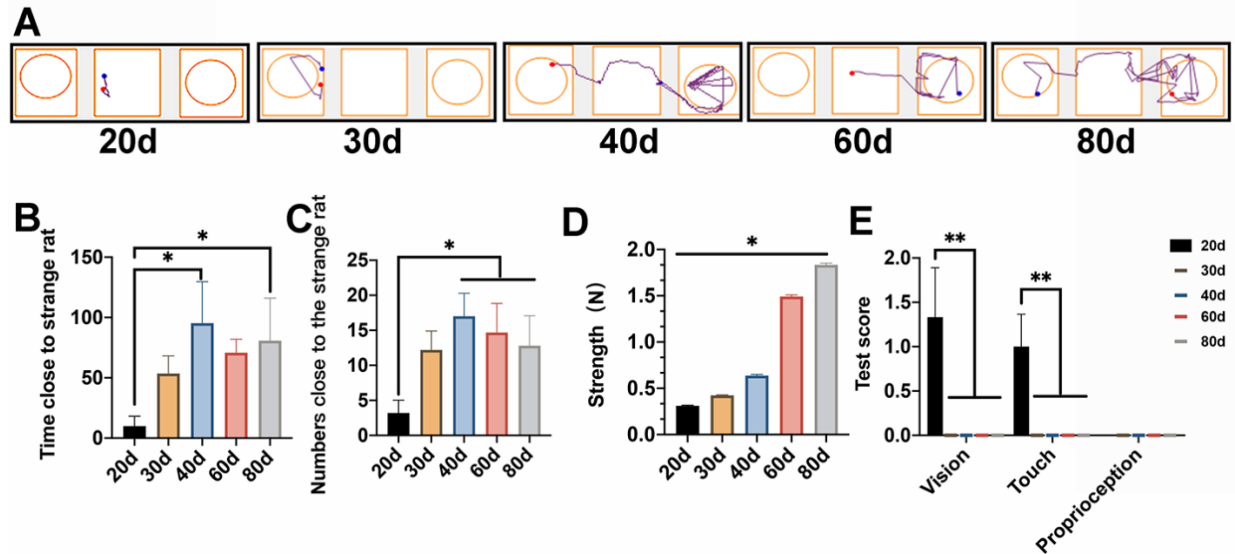 A
20d
30d
40d
60d
80d
B
Time close to strange rat
150
100
50
0
*
*
20d
30d
40d
60d
80d
C
Numbers close to the strange rat
25
20
15
10
5
0
*
20d
30d
40d
60d
80d
D
Strength（N）
2.0
1.5
1.0
0.5
0.0
*
20d
30d
40d
60d
80d
E
Test score
2.0
1.5
1.0
0.5
0.0
**
**
Vision
Touch
Proprioception
20d
30d
40d
60d
80d